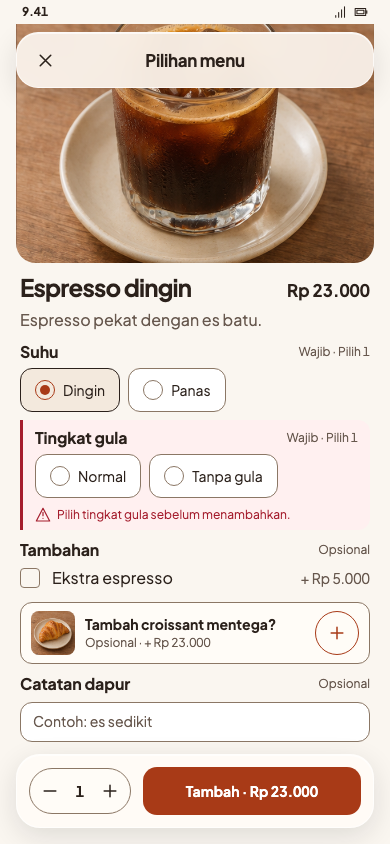 9.41
Pilihan menu
Espresso dingin
Rp 23.000
Espresso pekat dengan es batu.
Suhu
Wajib · Pilih 1
Dingin
Panas
Tingkat gula
Wajib · Pilih 1
Normal
Tanpa gula
Pilih tingkat gula sebelum menambahkan.
Tambahan
Opsional
Ekstra espresso
+ Rp 5.000
Tambah croissant mentega?
Opsional · + Rp 23.000
Catatan dapur
Opsional
Contoh: es sedikit
1
Tambah · Rp 23.000